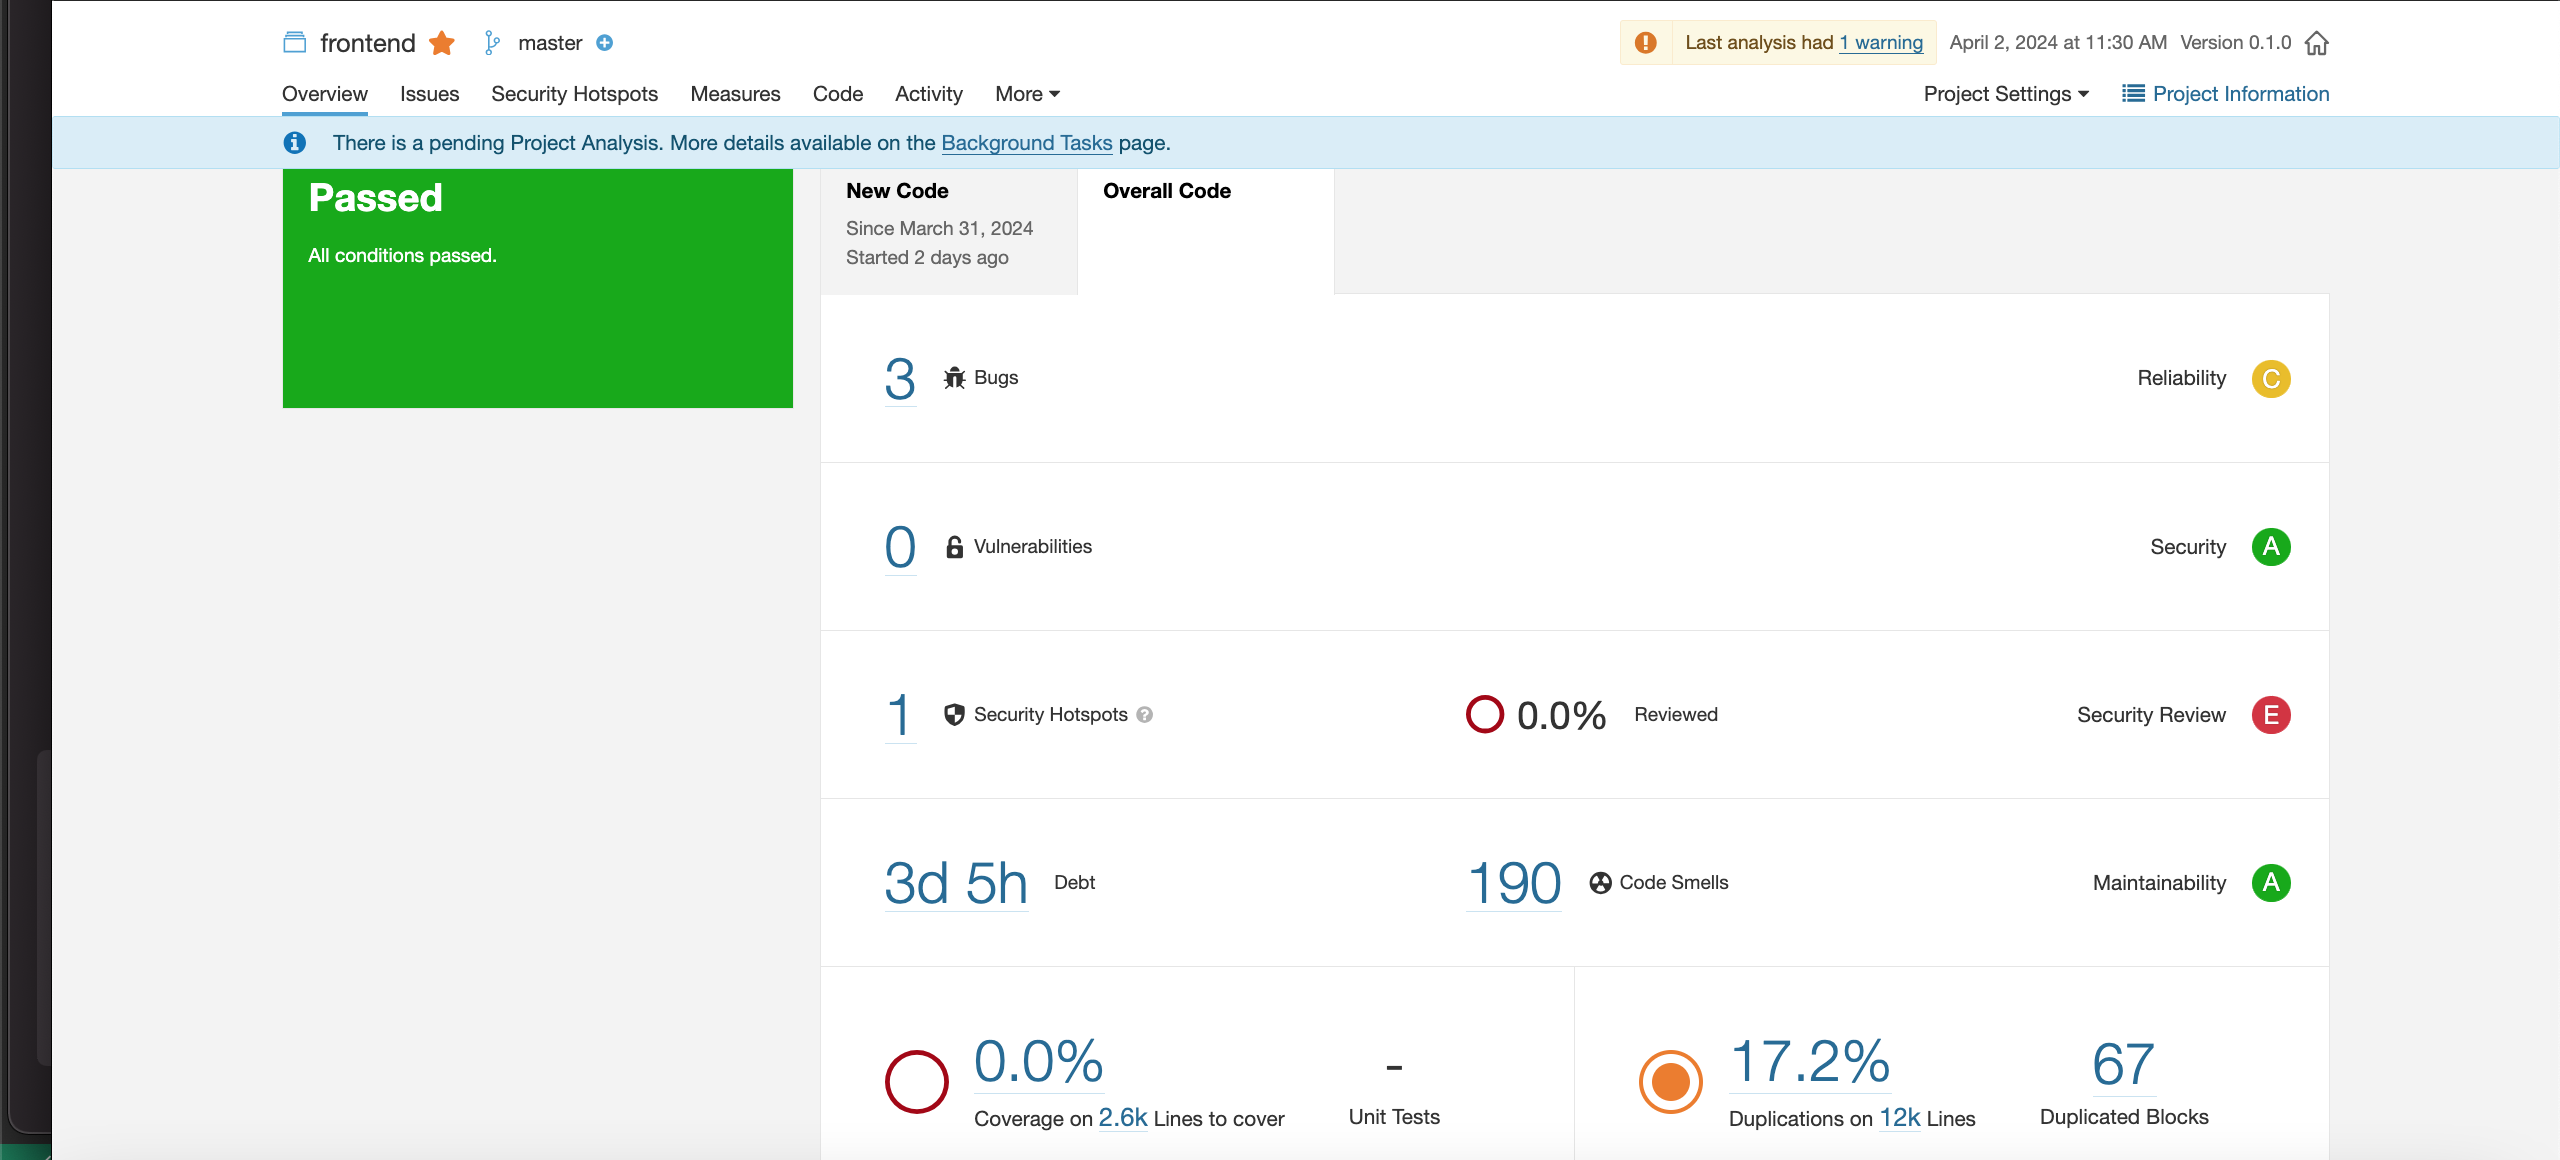 frontend master
Last analysis had 1 warning April 2, 2024 at 11:30 AM Version 0.1.0
Overview Issues Security Hotspots Measures Code Activity More
Project Settings Project Information
There is a pending Project Analysis. More details available on the Background Tasks page.
Passed
All conditions passed.
New Code
Since March 31, 2024
Started 2 days ago
Overall Code
3 Bugs Reliability C
0 Vulnerabilities Security A
1 Security Hotspots ? 0.0% Reviewed Security Review E
3d 5h Debt 190 Code Smells Maintainability A
0.0% - 17.2% 67
Coverage on 2.6k Lines to cover Unit Tests Duplications on 12k Lines Duplicated Blocks